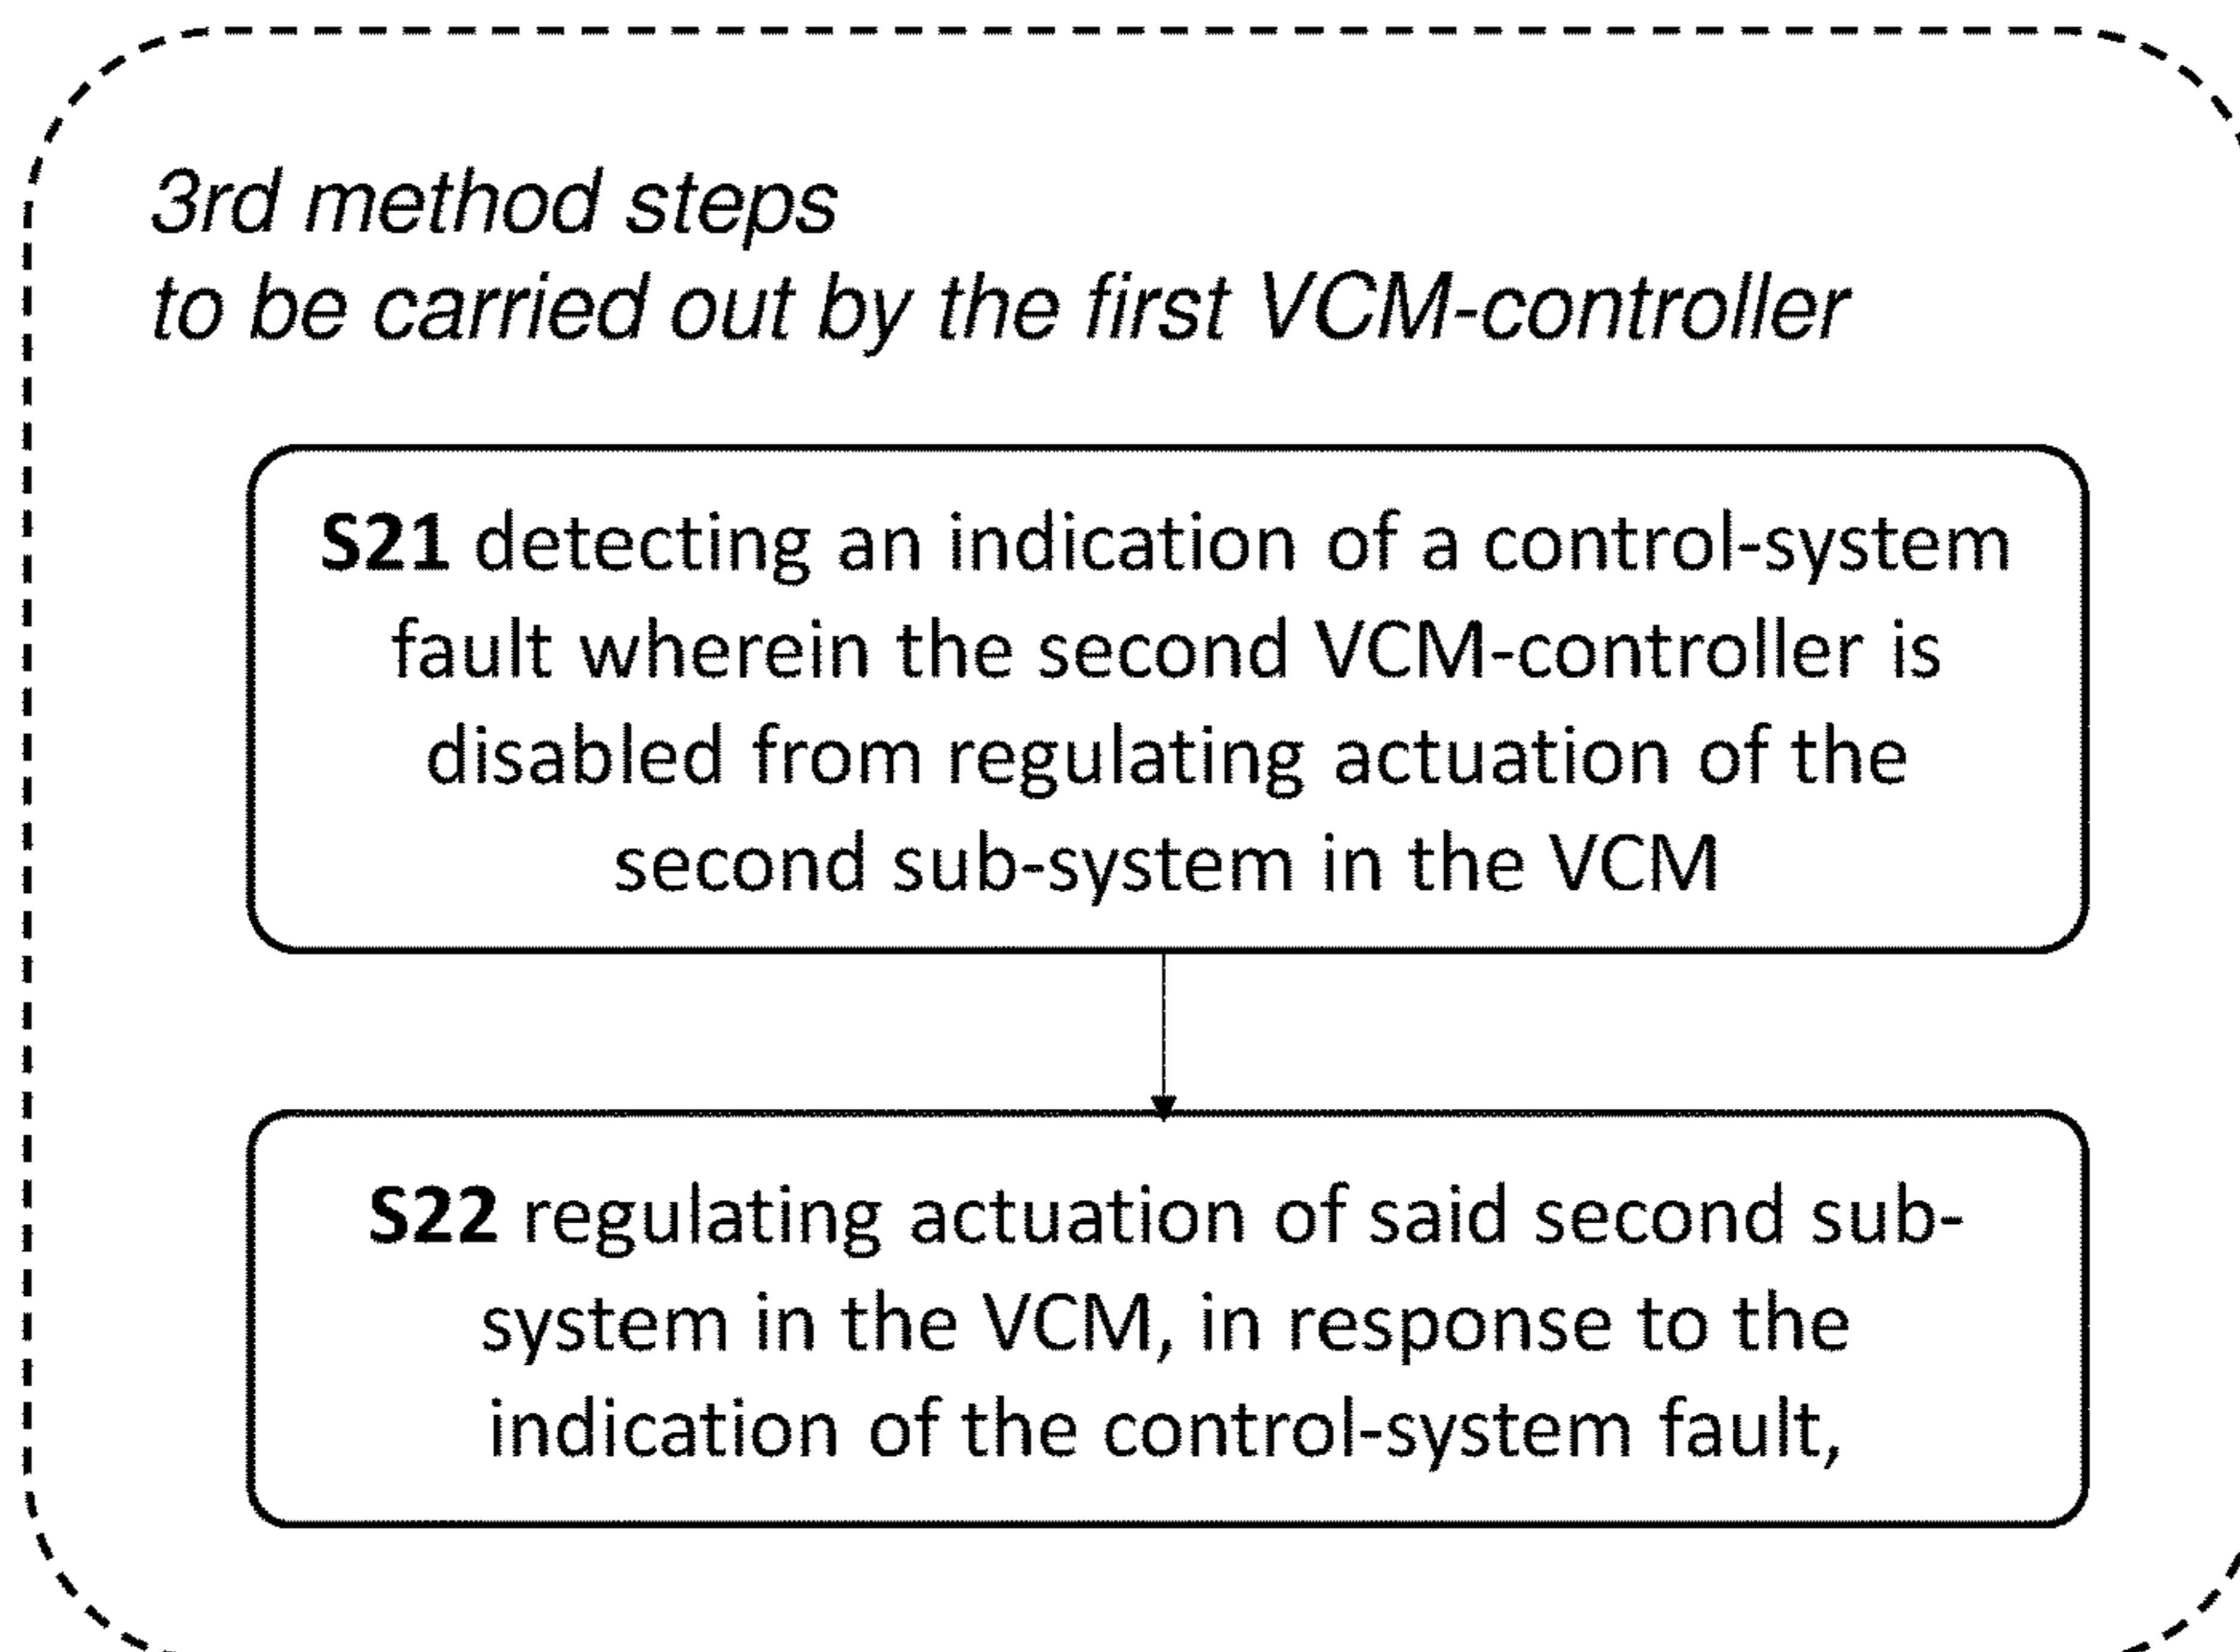 3rd method steps
to be carried out by the first VCM-controller
S21 detecting an indication of a control-system
fault wherein the second VCM-controller is
disabled from regulating actuation of the
second sub-system in the VCM
S22 regulating actuation of said second sub-
system in the VCM, in response to the
indication of the control-system fault,